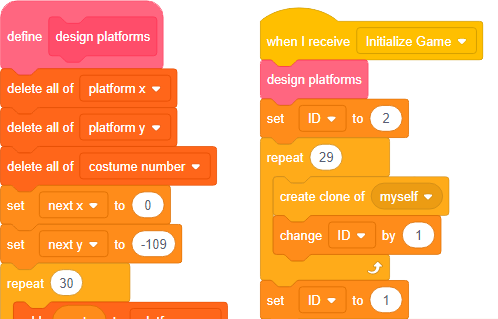 define design platforms
delete all of platform x
delete all of platform y
delete all of costume number
set next x to 0
set next y to -109
repeat 30
when I receive Initialize Game
design platforms
set ID to 2
repeat 29
create clone of myself
change ID by 1
set ID to 1